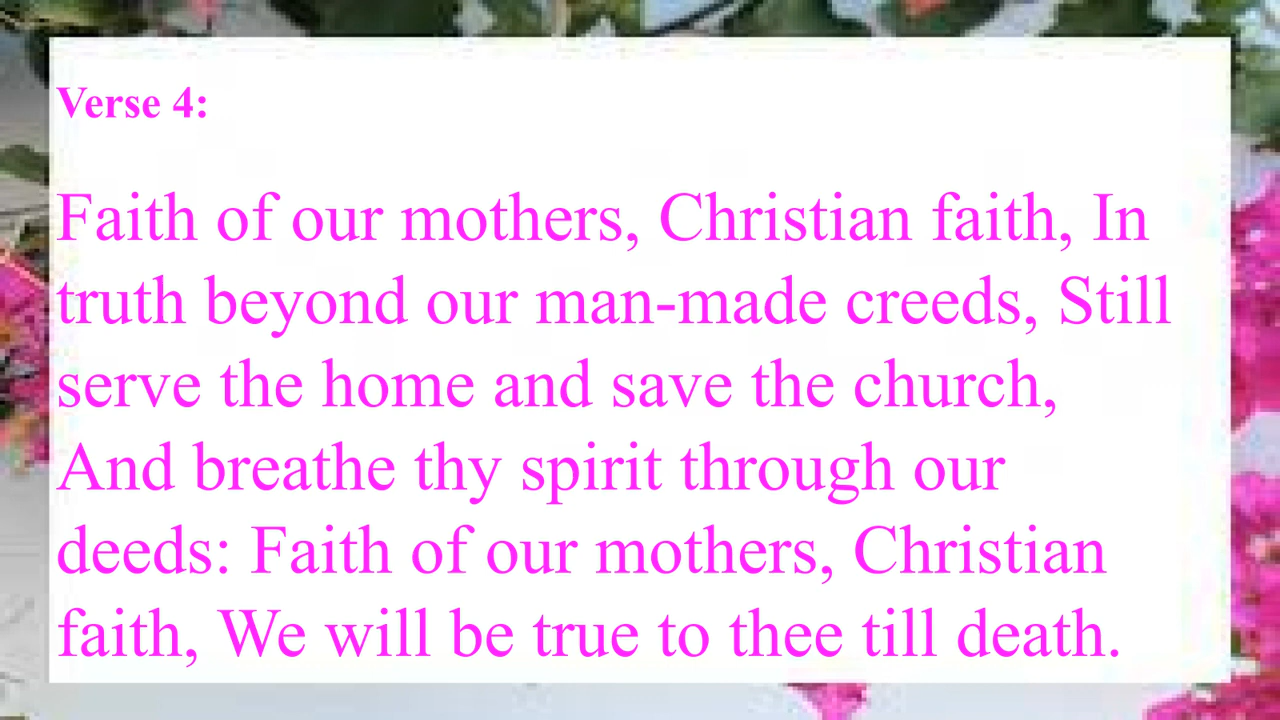 Verse 4:
Faith of our mothers, Christian faith, In
truth beyond our man-made creeds, Still
serve the home and save the church,
And breathe thy spirit through our
deeds: Faith of our mothers, Christian
faith, We will be true to thee till death.